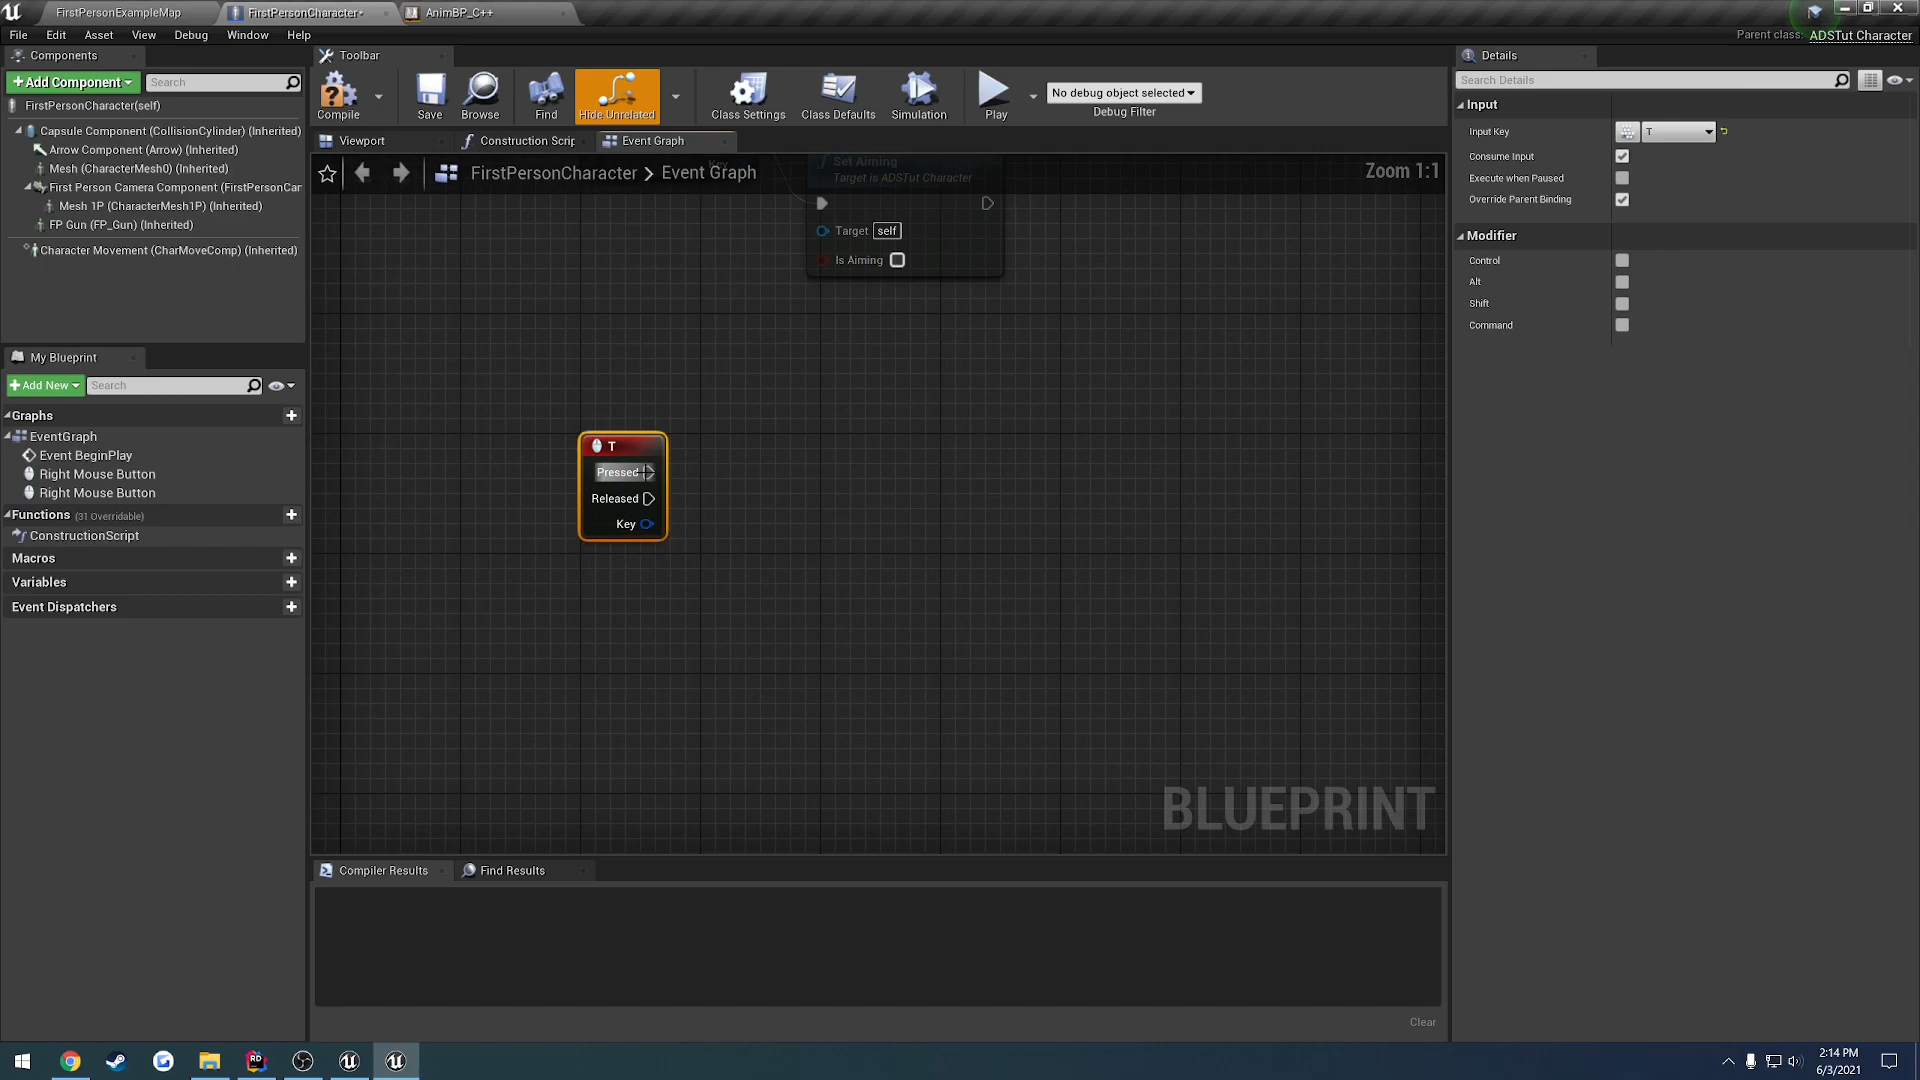 FirstPersonExampleMap
FirstPersonCharacter*
AnimBP_C++
File Edit Asset View Debug Window Help
Parent class: ADSTut Character
Components
+Add Component
Search
FirstPersonCharacter(self)
Capsule Component (CollisionCylinder) (Inherited)
Arrow Component (Arrow) (Inherited)
Mesh (CharacterMesh0) (Inherited)
First Person Camera Component (FirstPersonCar
Mesh 1P (CharacterMesh1P) (Inherited)
FP Gun (FP_Gun) (Inherited)
Character Movement (CharMoveComp) (Inherited)
My Blueprint
+Add New
Search
Graphs
EventGraph
Event BeginPlay
Right Mouse Button
Right Mouse Button
Functions (31 Overridable)
ConstructionScript
Macros
Variables
Event Dispatchers
Toolbar
Compile
Save
Browse
Find
Hide Unrelated
Class Settings
Class Defaults
Simulation
Play
No debug object selected
Debug Filter
Viewport
Construction Scrip
Event Graph
FirstPersonCharacter > Event Graph
Zoom 1:1
Key
Set Aiming
Target is ADSTut Character
Target self
Is Aiming
T
Pressed
Released
Key
BLUEPRINT
Compiler Results
Find Results
Clear
Details
Search Details
Input
Input Key T
Consume Input
Execute when Paused
Override Parent Binding
Modifier
Control
Alt
Shift
Command
RD
2:14 PM
6/3/2021